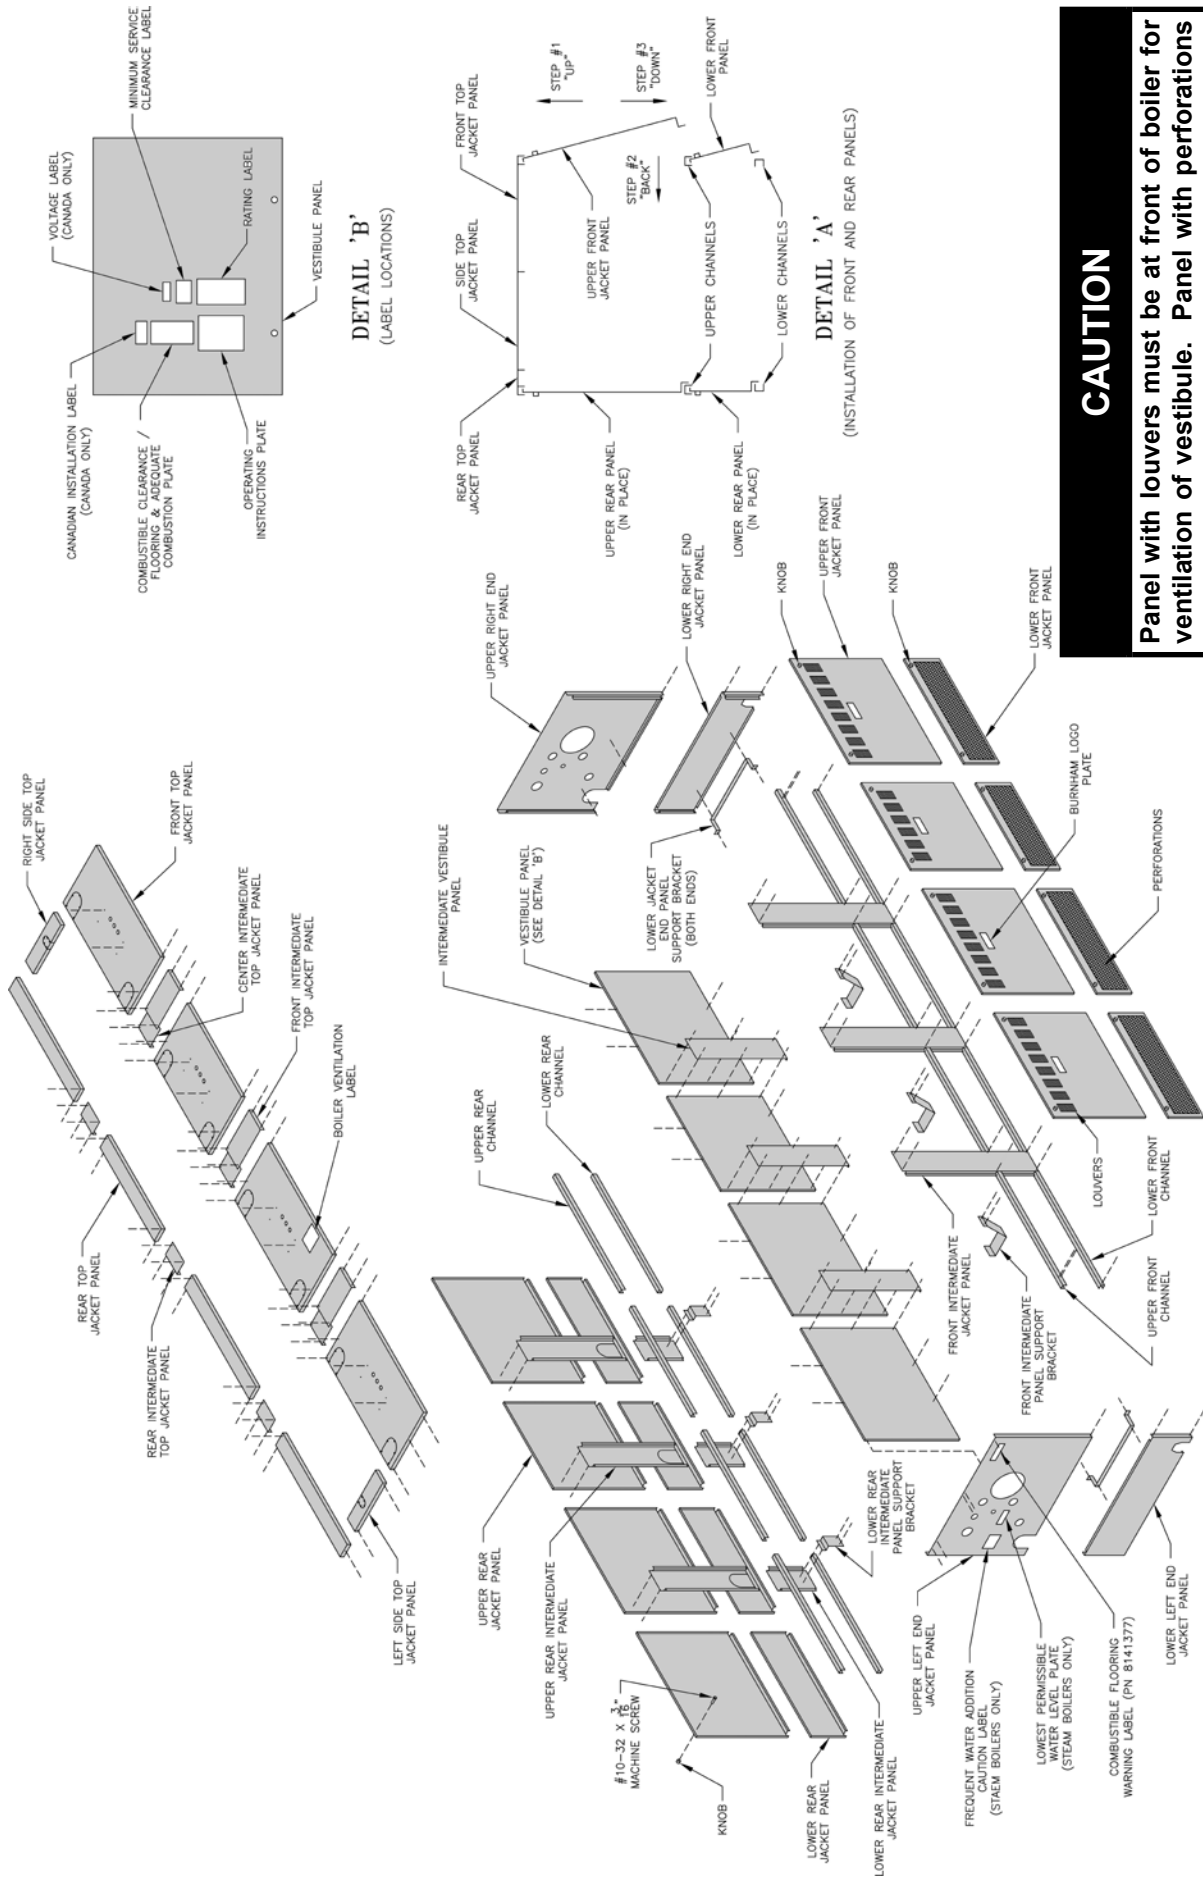 RIGHT SIDE TOP
JACKET PANEL
FRONT TOP
JACKET PANEL
CENTER INTERMEDIATE
TOP JACKET PANEL
FRONT INTERMEDIATE
TOP JACKET PANEL
BOILER VENTILATION
LABEL
REAR TOP
JACKET PANEL
REAR INTERMEDIATE
TOP JACKET PANEL
LEFT SIDE TOP
JACKET PANEL
CANADIAN INSTALLATION LABEL
(CANADA ONLY)
VOLTAGE LABEL
(CANADA ONLY)
MINIMUM SERVICE
CLEARANCE LABEL
COMBUSTIBLE CLEARANCE /
FLOORING & ADEQUATE
COMBUSTION PLATE
OPERATING
INSTRUCTIONS PLATE
RATING LABEL
VESTIBULE PANEL
DETAIL 'B'
(LABEL LOCATIONS)
REAR TOP
JACKET PANEL
SIDE TOP
JACKET PANEL
FRONT TOP
JACKET PANEL
STEP #1
"UP"
UPPER FRONT
JACKET PANEL
STEP #2
"BACK"
STEP #3
"DOWN"
LOWER FRONT
PANEL
UPPER REAR PANEL
(IN PLACE)
UPPER CHANNELS
LOWER REAR PANEL
(IN PLACE)
LOWER CHANNELS
DETAIL 'A'
(INSTALLATION OF FRONT AND REAR PANELS)
UPPER RIGHT END
JACKET PANEL
LOWER RIGHT END
JACKET PANEL
INTERMEDIATE VESTIBULE
PANEL
VESTIBULE PANEL
(SEE DETAIL 'B')
LOWER JACKET
END PANEL
SUPPORT BRACKET
(BOTH ENDS)
UPPER REAR
CHANNEL
LOWER REAR
CHANNEL
UPPER REAR
JACKET PANEL
UPPER REAR INTERMEDIATE
JACKET PANEL
#10-32 X 3/16
MACHINE SCREW
KNOB
LOWER REAR
JACKET PANEL
LOWER REAR INTERMEDIATE
JACKET PANEL
LOWER REAR
INTERMEDIATE
PANEL SUPPORT
BRACKET
KNOB
UPPER FRONT
JACKET PANEL
KNOB
LOWER FRONT
JACKET PANEL
BURNHAM LOGO
PLATE
PERFORATIONS
LOUVERS
FRONT INTERMEDIATE
JACKET PANEL
FRONT INTERMEDIATE
PANEL SUPPORT
BRACKET
UPPER FRONT
CHANNEL
LOWER FRONT
CHANNEL
UPPER LEFT END
JACKET PANEL
FREQUENT WATER ADDITION
CAUTION LABEL
(STAEM BOILERS ONLY)
LOWEST PERMISSIBLE
WATER LEVEL PLATE
(STEAM BOILERS ONLY)
COMBUSTIBLE FLOORING
WARNING LABEL (PN 8141377)
LOWER LEFT END
JACKET PANEL
CAUTION
Panel with louvers must be at front of boiler for
ventilation of vestibule. Panel with perforations